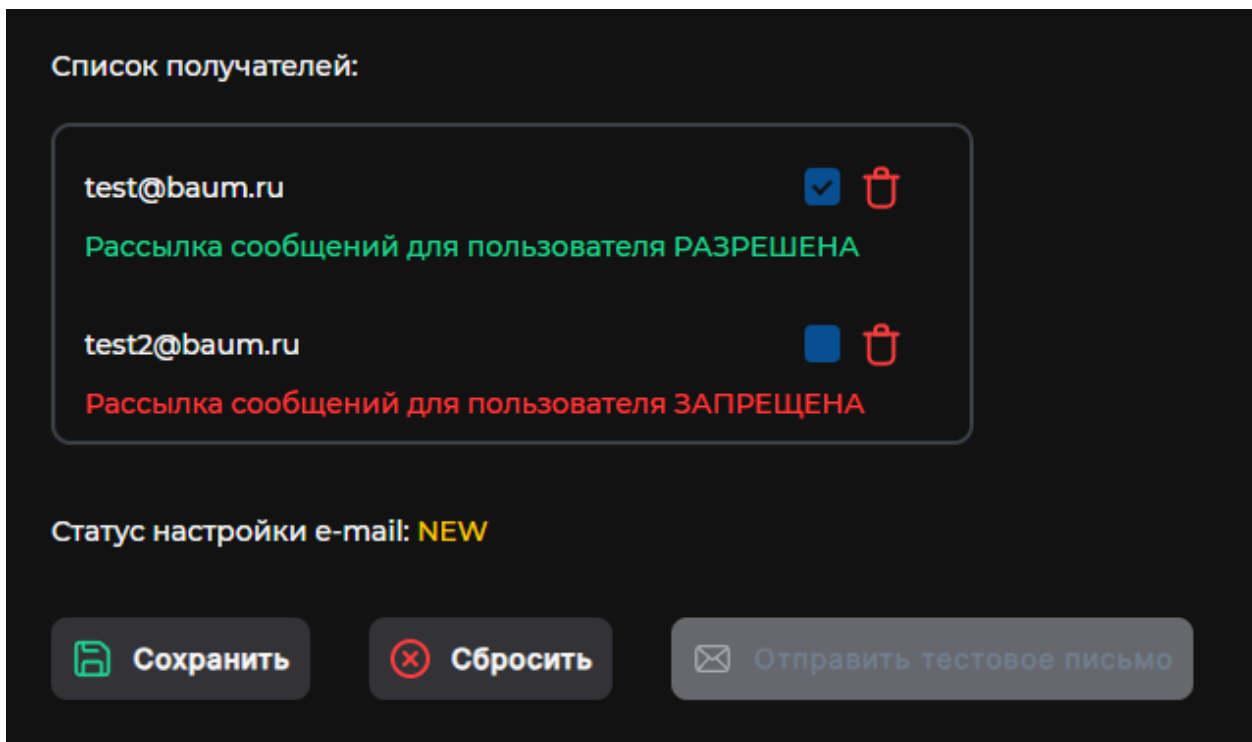 Список получателей:
test@baum.ru
Рассылка сообщений для пользователя РАЗРЕШЕНА
test2@baum.ru
Рассылка сообщений для пользователя ЗАПРЕЩЕНА
Статус настройки e-mail: NEW
Сохранить Сбросить Отправить тестовое письмо